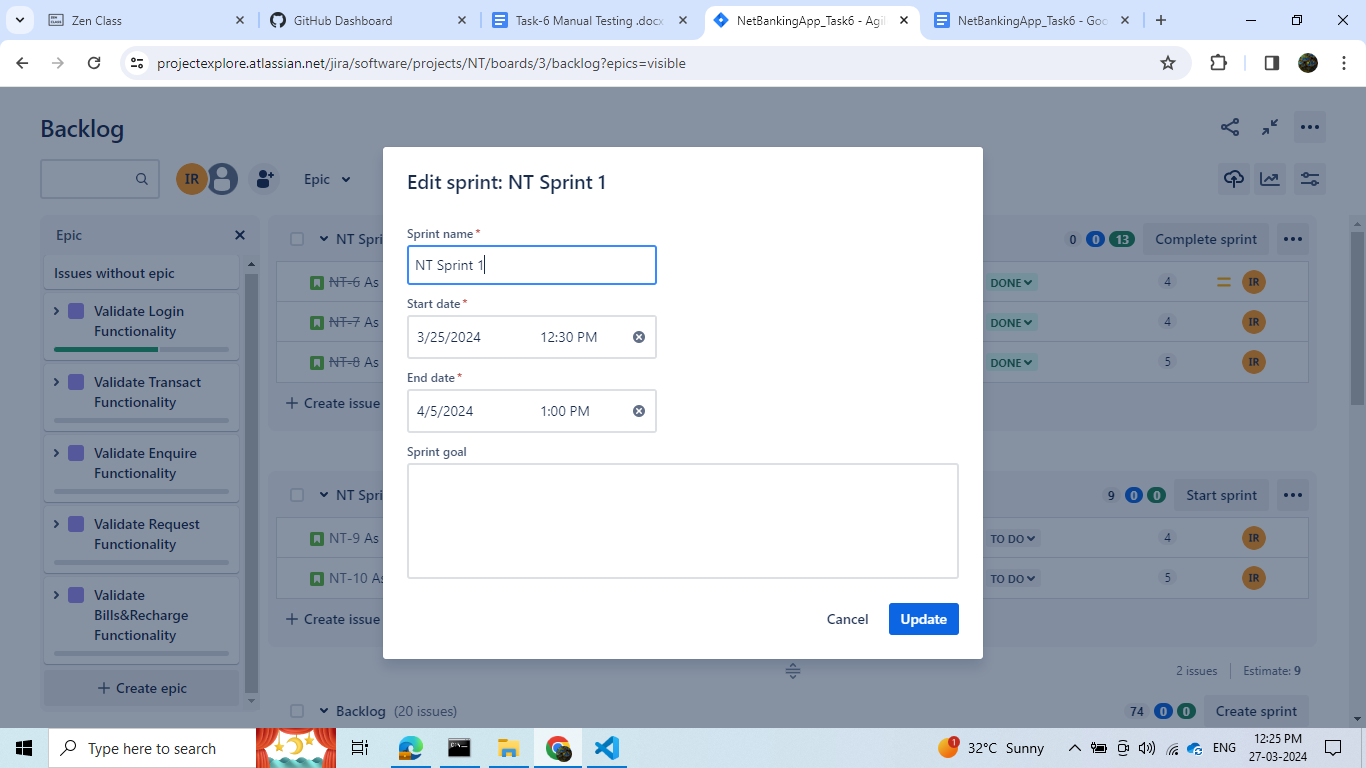 Zen Class
GitHub Dashboard
Task-6 Manual Testing .docx
NetBankingApp_Task6 - Agil
NetBankingApp_Task6 - Goo
projectexplore.atlassian.net/jira/software/projects/NT/boards/3/backlog?epics=visible
Backlog
IR
Epic
Epic
Issues without epic
Validate Login
Functionality
Validate Transact
Functionality
Validate Enquire
Functionality
Validate Request
Functionality
Validate
Bills&Recharge
Functionality
Create epic
NT Spri
0 0 13 Complete sprint
NT-6 As DONE 4 IR
NT-7 As DONE 4 IR
NT-8 As DONE 5 IR
Create issue
NT Spri
9 0 0 Start sprint
NT-9 As TO DO 4 IR
NT-10 As TO DO 5 IR
Create issue
2 issues Estimate: 9
Backlog (20 issues) 74 0 0 Create sprint
Edit sprint: NT Sprint 1
Sprint name*
NT Sprint 1
Start date*
3/25/2024 12:30 PM
End date*
4/5/2024 1:00 PM
Sprint goal
Cancel Update
Type here to search
1
32°C Sunny
ENG
12:25 PM
27-03-2024